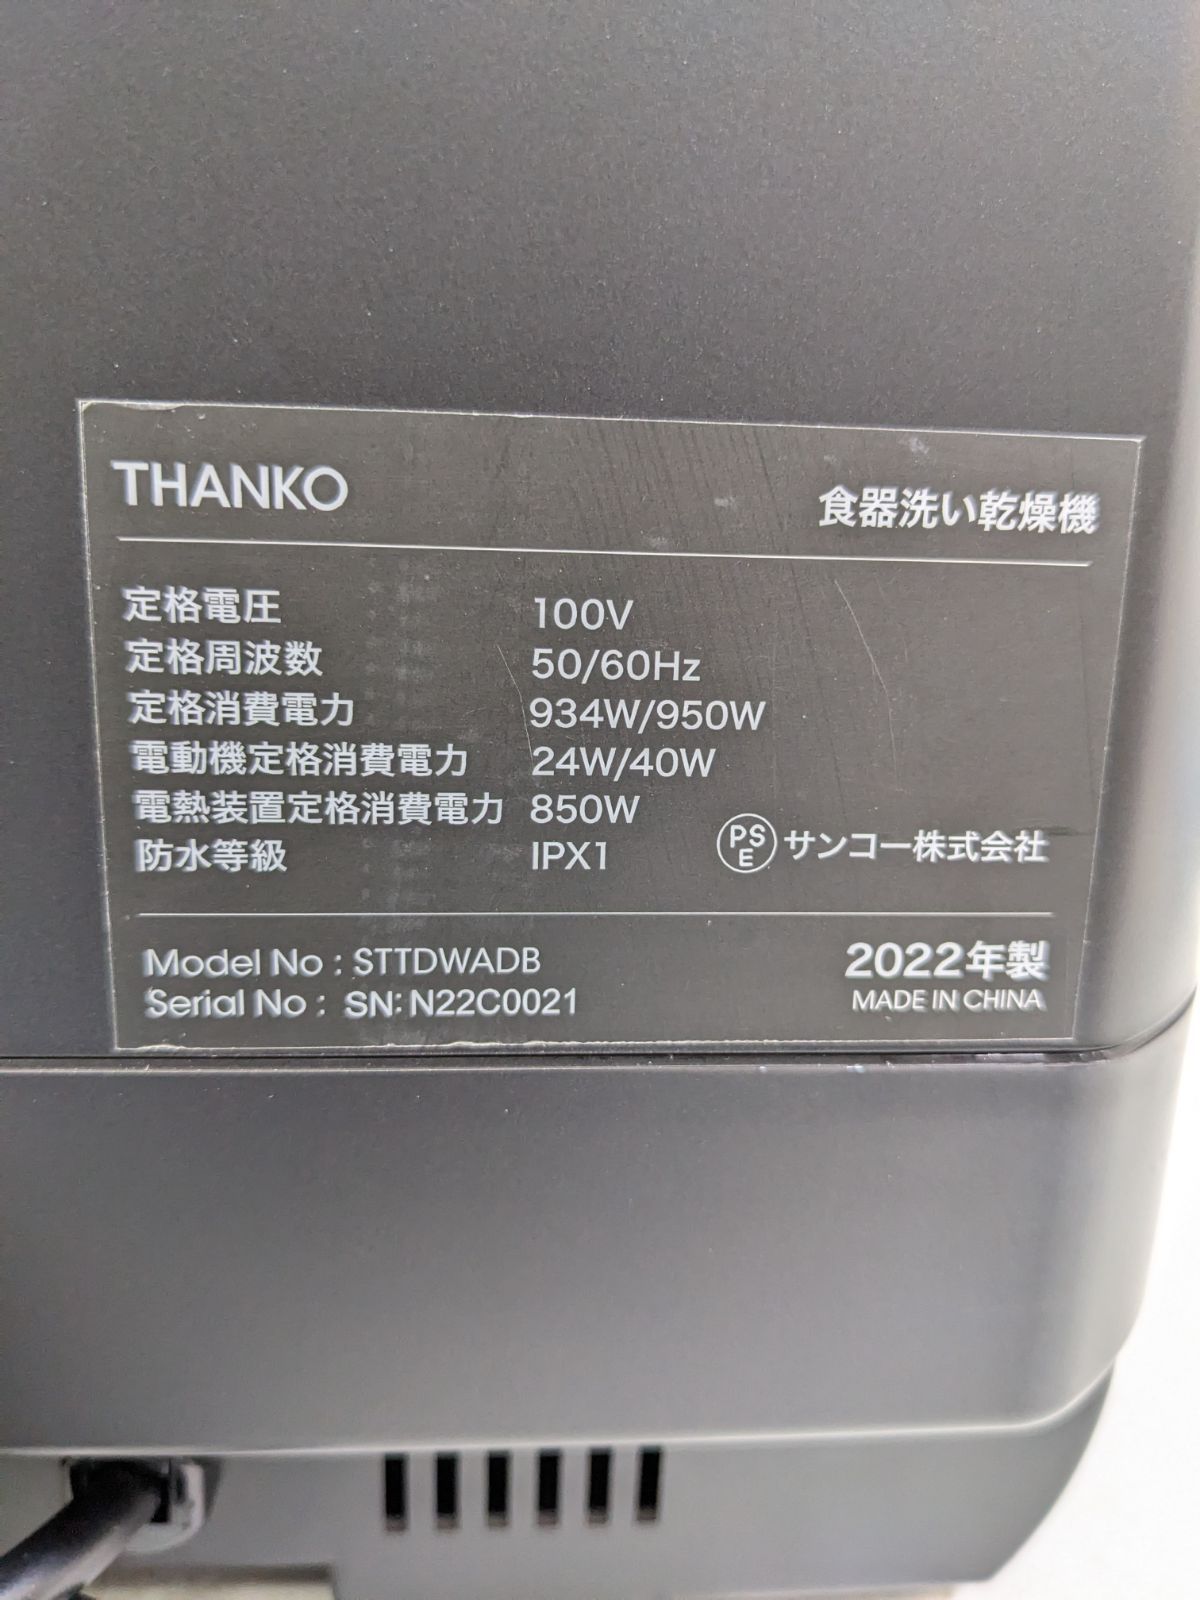 THANKO
食器洗い乾燥機
定格電圧 100V
定格周波数 50/60Hz
定格消費電力 934W/950W
電動機定格消費電力 24W/40W
電熱装置定格消費電力 850W
防水等級 IPX1
PSE サンコー株式会社
Model No : STTDWADB
2022年製
Serial No : SN: N22C0021
MADE IN CHINA